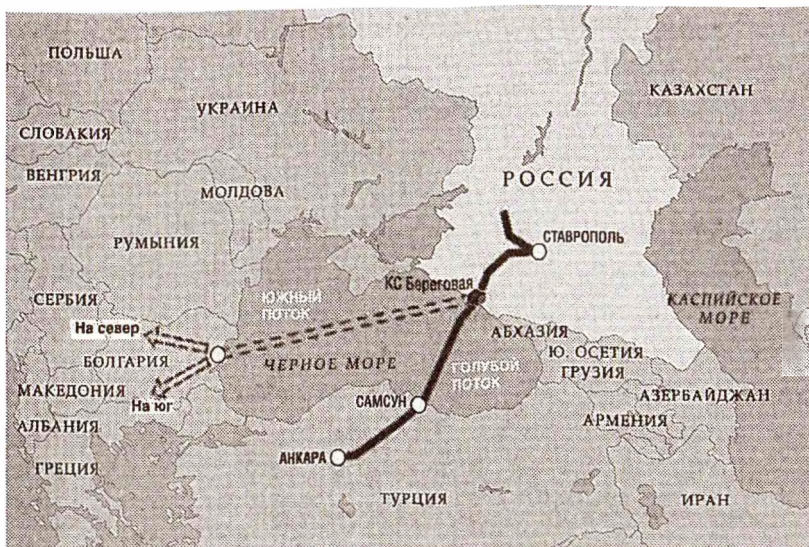 ПОЛЬША
КАЗАХСТАН
УКРАИНА
СЛОВАКИЯ
ВЕНГРИЯ
МОЛДОВА
РОССИЯ
РУМЫНИЯ
СТАВРОПОЛЬ
КС Береговая
СЕРБИЯ
ЮЖНЫЙ
ПОТОК
КАСПИЙСКОЕ
МОРЕ
На север
АБХАЗИЯ
БОЛГАРИЯ
ЧЕРНОЕ МОРЕ
Ю. ОСЕТИЯ
ГОЛУБОЙ
ПОТОК
ГРУЗИЯ
МАКЕДОНИЯ
На юг
САМСУН
АЗЕРБАЙДЖАН
АЛБАНИЯ
АРМЕНИЯ
АНКАРА
ГРЕЦИЯ
ТУРЦИЯ
ИРАН